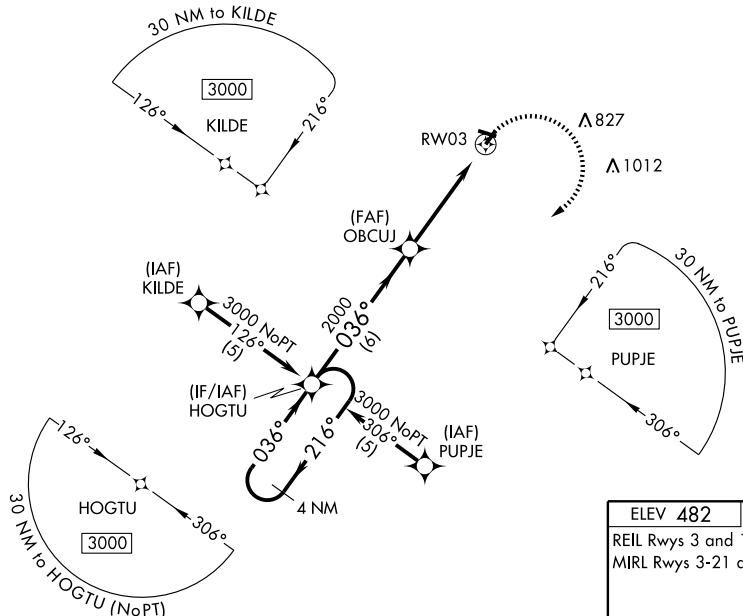 30 NM to KILDE
3000
126°
216°
KILDE
RW03
827
1012
(FAF)
OBCUJ
(IAF)
KILDE
3000 NoPT
126°
(5)
2000
036°
(6)
30 NM to PUPJE
216°
3000
PUPJE
306°
(IF/IAF)
HOGTU
3000 NoPT
306°
(5)
(IAF)
PUPJE
036°
216°
4 NM
126°
306°
HOGTU
3000
30 NM to HOGTU (NoPT)
ELEV 482
REIL Rwys 3 and
MIRL Rwys 3-21